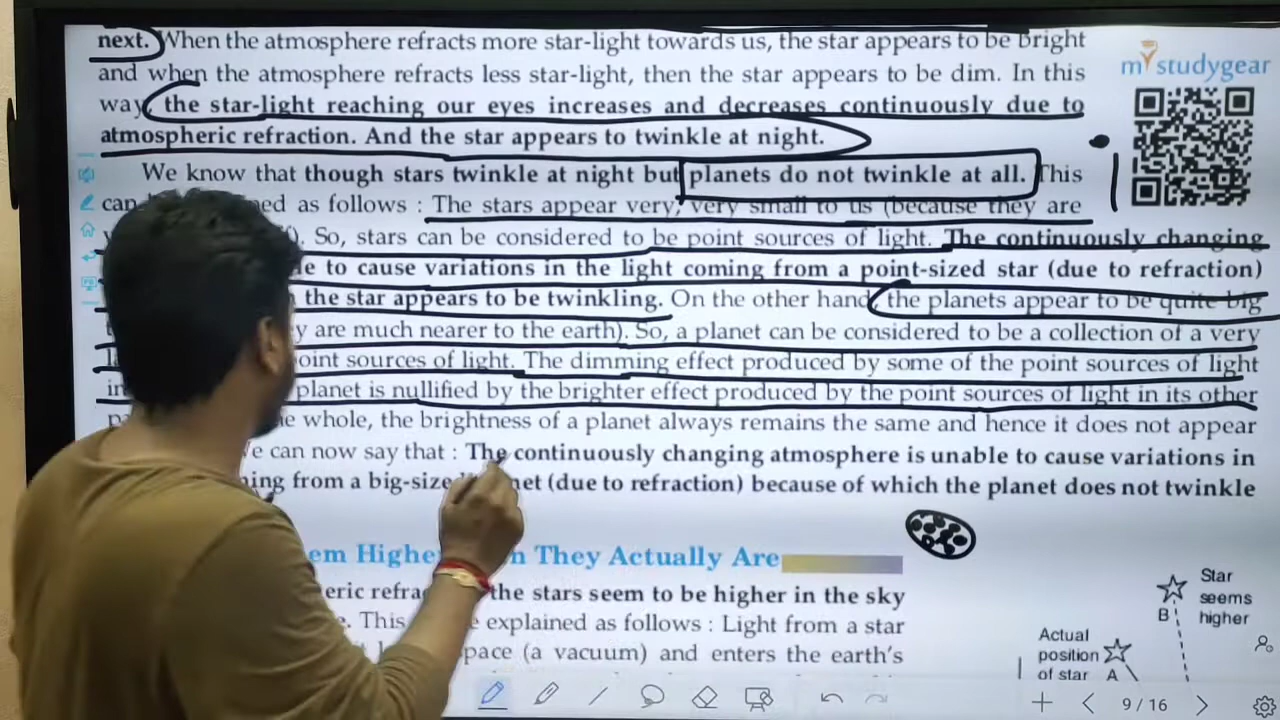 next. When the atmosphere refracts more star-light towards us, the star appears to be bright
and when the atmosphere refracts less star-light, then the star appears to be dim. In this
way, the star-light reaching our eyes increases and decreases continuously due to
atmospheric refraction. And the star appears to twinkle at night.
We know that though stars twinkle at night but planets do not twinkle at all. This
can be explained as follows : The stars appear very, very small to us (because they are
So, stars can be considered to be point sources of light. The continuously changing
to cause variations in the light coming from a point-sized star (due to refraction)
the star appears to be twinkling. On the other hand, the planets appear to be quite big
are much nearer to the earth). So, a planet can be considered to be a collection of a very
point sources of light. The dimming effect produced by some of the point sources of light
planet is nullified by the brighter effect produced by the point sources of light in its other
whole, the brightness of a planet always remains the same and hence it does not appear
can now say that : The continuously changing atmosphere is unable to cause variations in
from a big-sized planet (due to refraction) because of which the planet does not twinkle
Higher Than They Actually Are
the stars seem to be higher in the sky
This explained as follows : Light from a star
(a vacuum) and enters the earth's
my studygear
Star
seems
higher
B
Actual
position
of star A
9 / 16